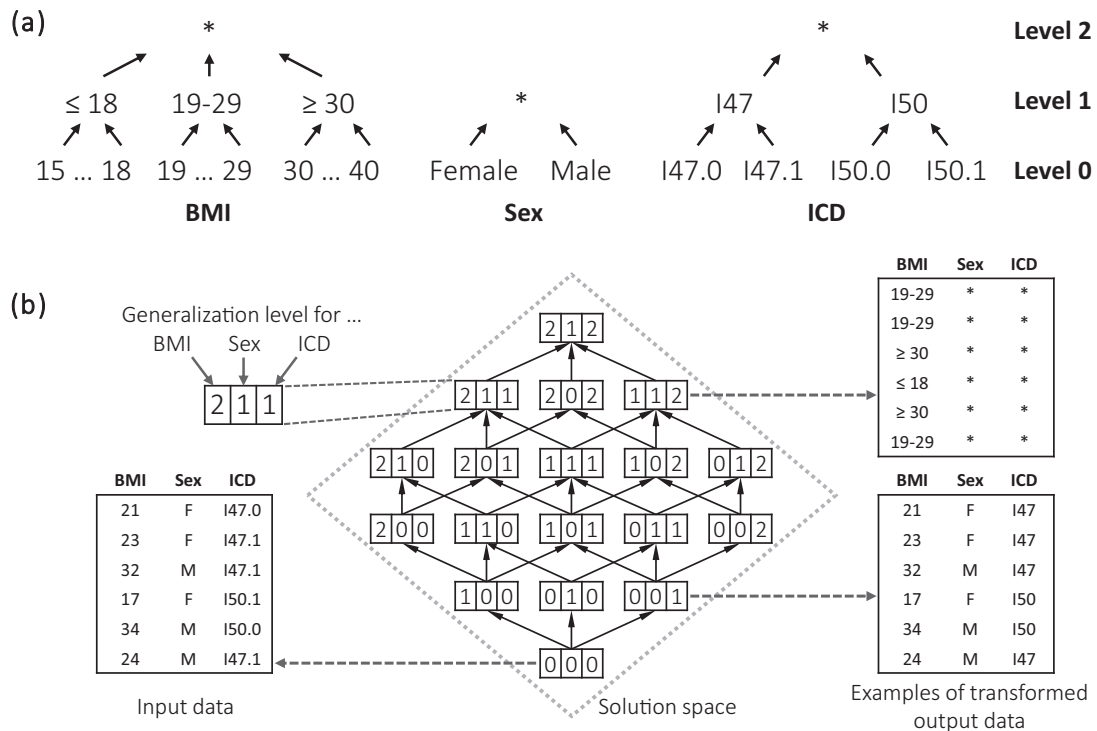 (a)
* * Level 2
≤ 18 19-29 ≥ 30 * I47 I50 Level 1
15 ... 18 19 ... 29 30 ... 40 Female Male I47.0 I47.1 I50.0 I50.1 Level 0
BMI Sex ICD
(b)
Generalization level for ...
BMI Sex ICD
2 1 1
BMI Sex ICD
21 F I47.0
23 F I47.1
32 M I47.1
17 F I50.1
34 M I50.0
24 M I47.1
Input data
2 1 2
2 1 1 2 0 2 1 1 2
2 1 0 2 0 1 1 1 1 1 0 2 0 1 2
2 0 0 1 1 0 1 0 1 0 1 1 0 0 2
1 0 0 0 1 0 0 0 1
0 0 0
Solution space
BMI Sex ICD
19-29 * *
19-29 * *
≥ 30 * *
≤ 18 * *
≥ 30 * *
19-29 * *
BMI Sex ICD
21 F I47
23 F I47
32 M I47
17 F I50
34 M I50
24 M I47
Examples of transformed
output data